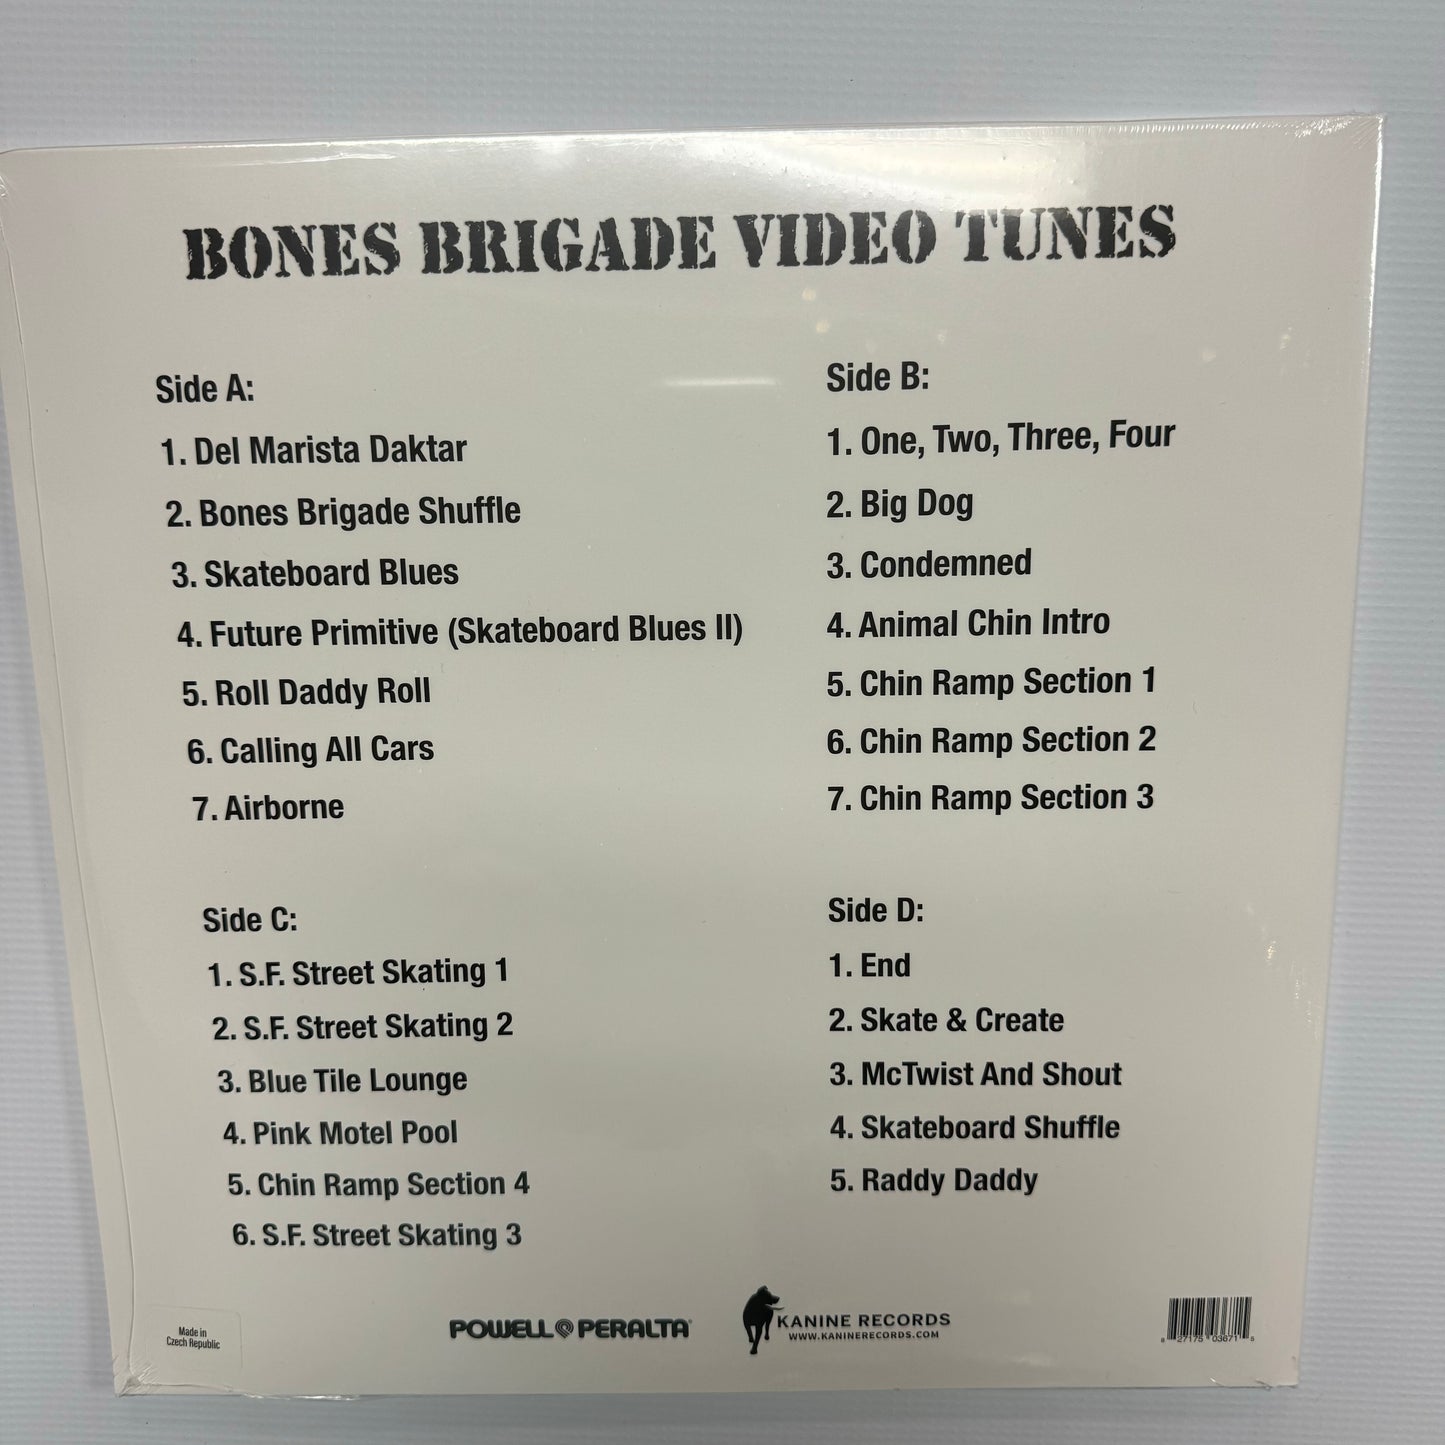 BONES BRIGADE VIDEO TUNES
Side A:
1. Del Marista Daktar
2. Bones Brigade Shuffle
3. Skateboard Blues
4. Future Primitive (Skateboard Blues II)
5. Roll Daddy Roll
6. Calling All Cars
7. Airborne
Side B:
1. One, Two, Three, Four
2. Big Dog
3. Condemned
4. Animal Chin Intro
5. Chin Ramp Section 1
6. Chin Ramp Section 2
7. Chin Ramp Section 3
Side C:
1. S.F. Street Skating 1
2. S.F. Street Skating 2
3. Blue Tile Lounge
4. Pink Motel Pool
5. Chin Ramp Section 4
6. S.F. Street Skating 3
Side D:
1. End
2. Skate & Create
3. McTwist And Shout
4. Skateboard Shuffle
5. Raddy Daddy
Made in
Czech Republic
POWELL PERALTA
KANINE RECORDS
WWW.KANINERECORDS.COM
8 27175 03671 5